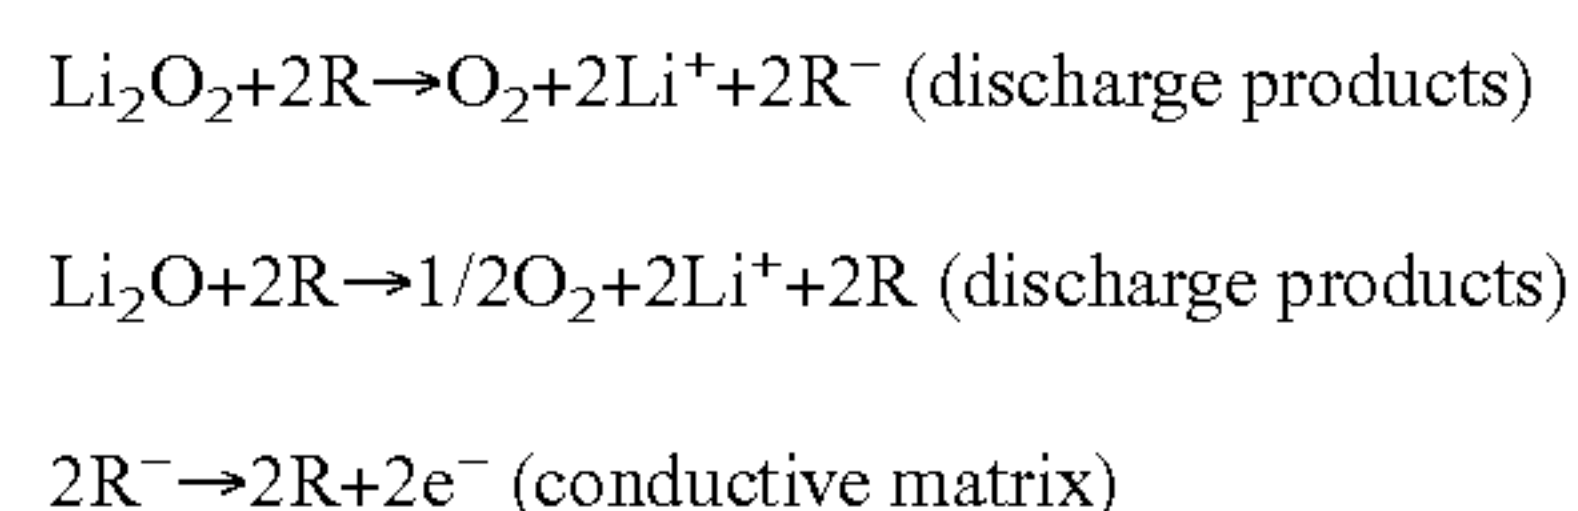 Li₂O₂+2R→O₂+2Li⁺+2R⁻ (discharge products)
Li₂O+2R→1/2O₂+2Li⁺+2R (discharge products)
2R⁻→2R+2e⁻ (conductive matrix)